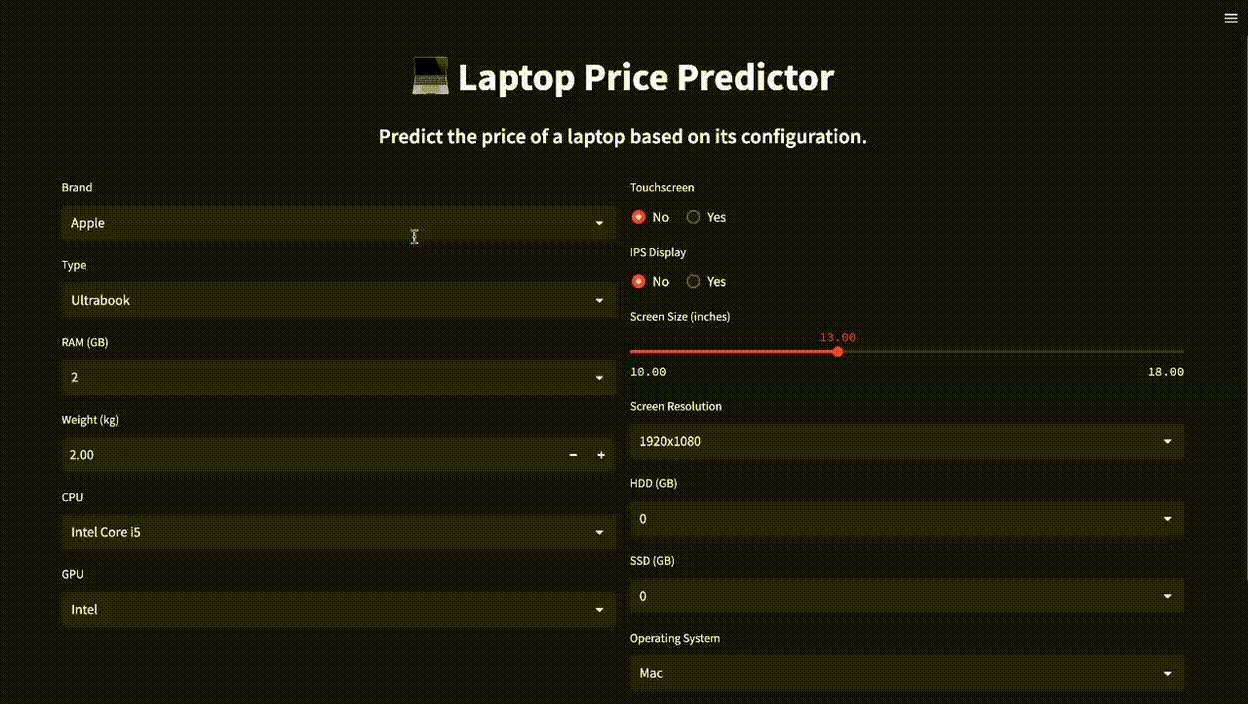 Laptop Price Predictor
Predict the price of a laptop based on its configuration.
Brand
Apple
Type
Ultrabook
RAM (GB)
2
Weight (kg)
2.00
CPU
Intel Core i5
GPU
Intel
Touchscreen
No Yes
IPS Display
No Yes
Screen Size (inches)
13.00
10.00 18.00
Screen Resolution
1920x1080
HDD (GB)
0
SSD (GB)
0
Operating System
Mac